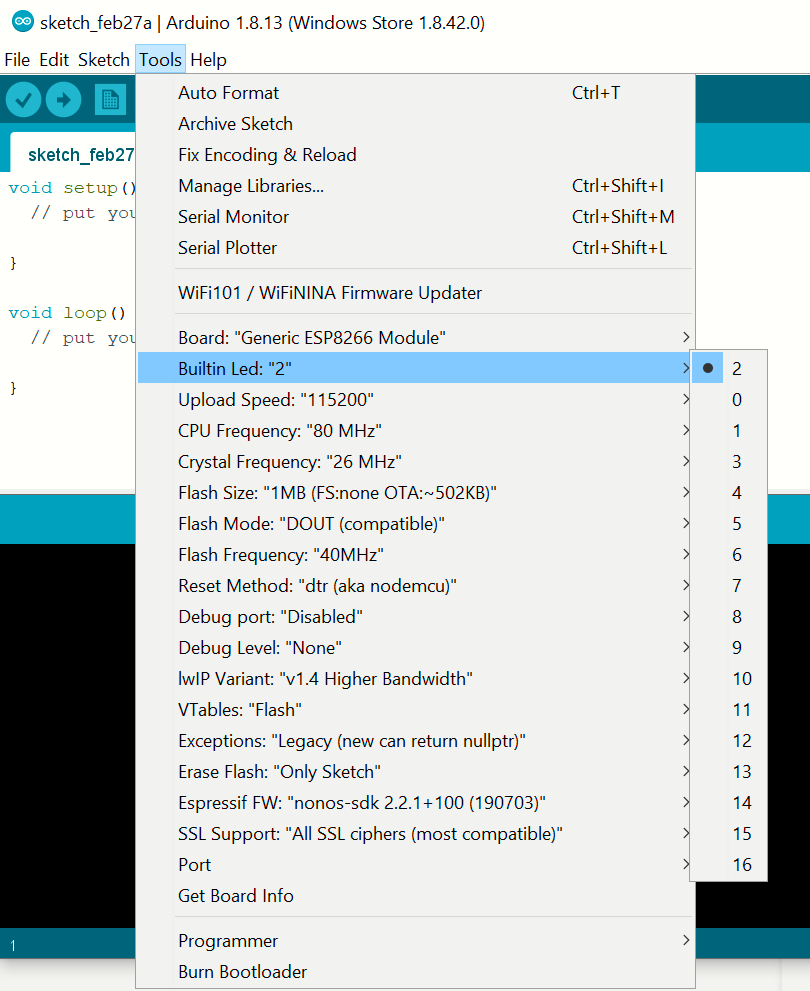 sketch_feb27a | Arduino 1.8.13 (Windows Store 1.8.42.0)
File Edit Sketch Tools Help
sketch_feb27
void setup()
// put you
}
void loop()
// put you
}
Auto Format Ctrl+T
Archive Sketch
Fix Encoding & Reload
Manage Libraries... Ctrl+Shift+I
Serial Monitor Ctrl+Shift+M
Serial Plotter Ctrl+Shift+L
WiFi101 / WiFiNINA Firmware Updater
Board: "Generic ESP8266 Module"
Builtin Led: "2"
Upload Speed: "115200"
CPU Frequency: "80 MHz"
Crystal Frequency: "26 MHz"
Flash Size: "1MB (FS:none OTA:~502KB)"
Flash Mode: "DOUT (compatible)"
Flash Frequency: "40MHz"
Reset Method: "dtr (aka nodemcu)"
Debug port: "Disabled"
Debug Level: "None"
lwIP Variant: "v1.4 Higher Bandwidth"
VTables: "Flash"
Exceptions: "Legacy (new can return nullptr)"
Erase Flash: "Only Sketch"
Espressif FW: "nonos-sdk 2.2.1+100 (190703)"
SSL Support: "All SSL ciphers (most compatible)"
Port
Get Board Info
Programmer
Burn Bootloader
2
0
1
3
4
5
6
7
8
9
10
11
12
13
14
15
16
1